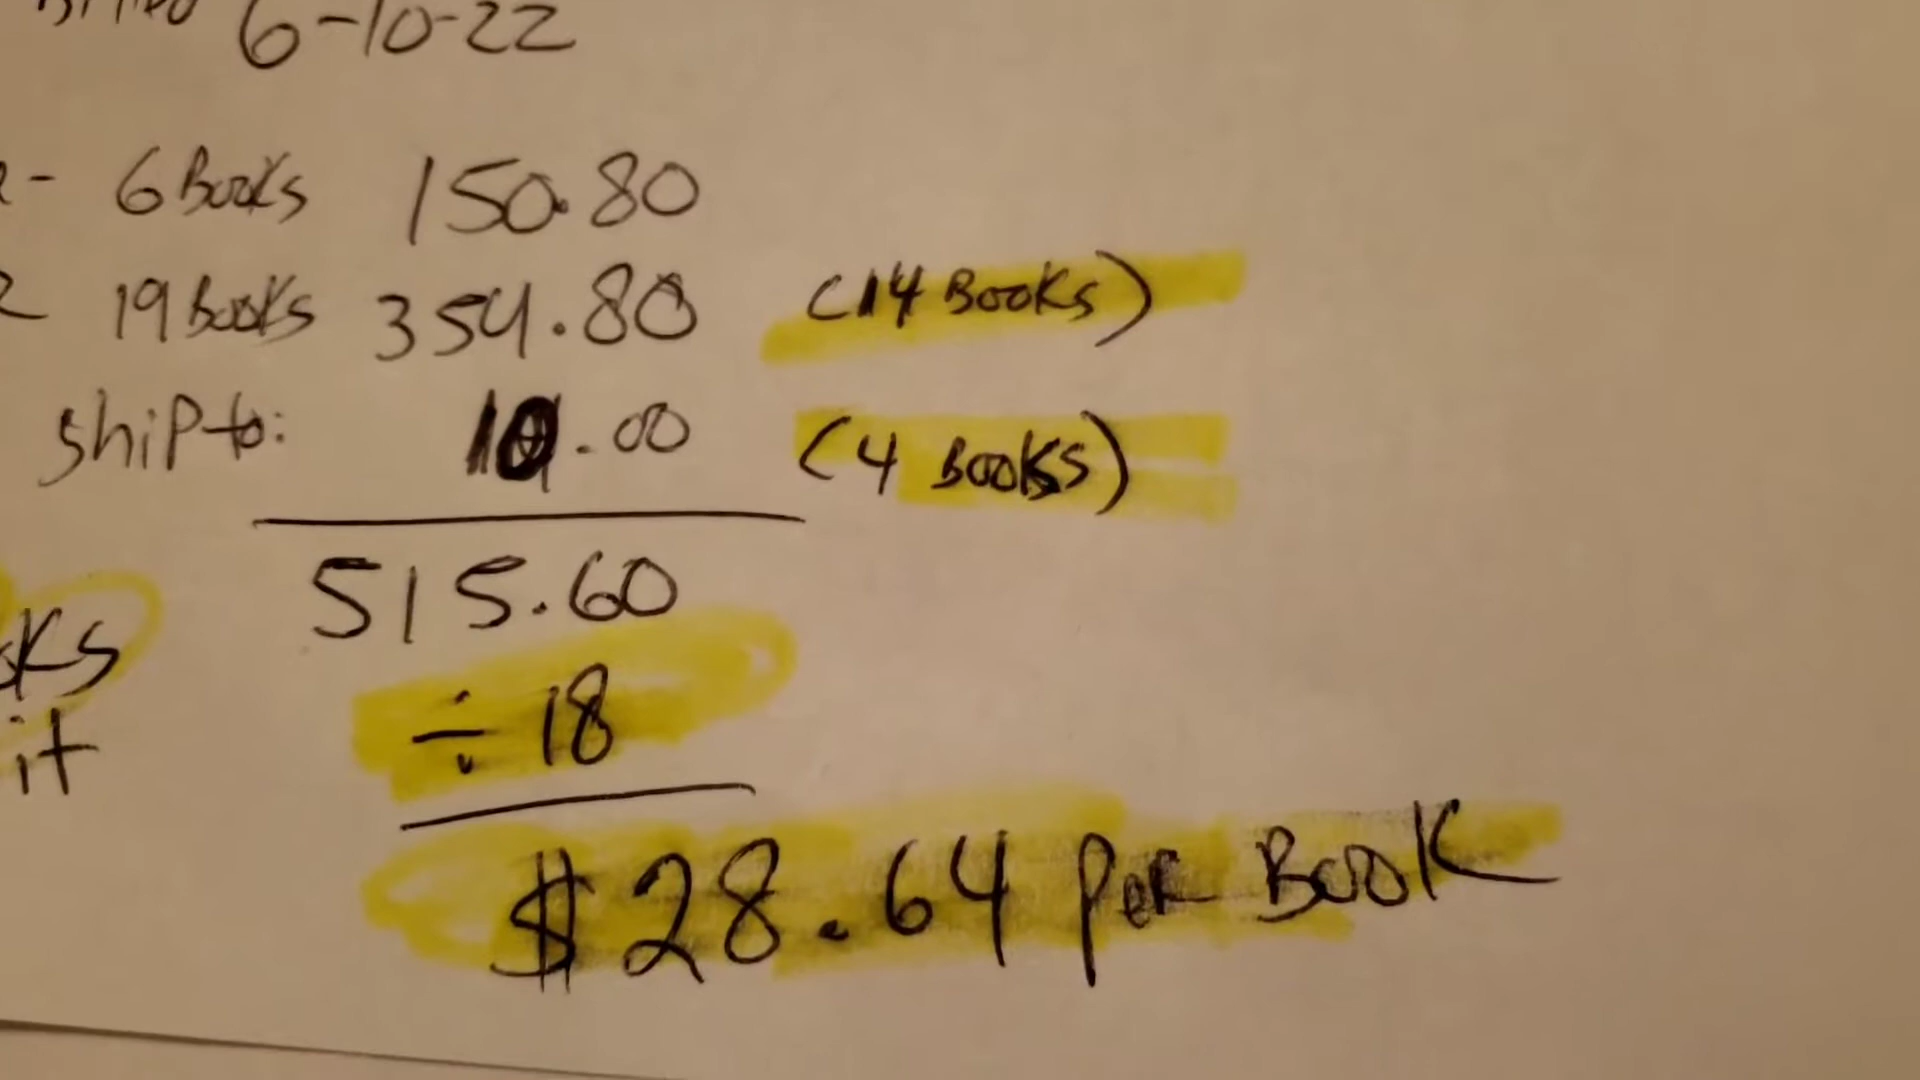 6-10-22
- 6 Books 150.80
19 Books 354.80 (14 Books)
Ship to: 10.00 (4 Books)
515.60
÷ 18
it
$28.64 Per Book